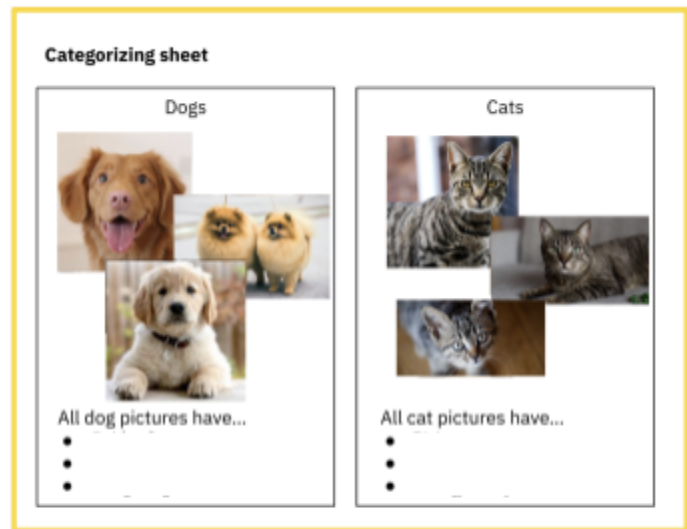 Categorizing sheet
Dogs
Cats
All dog pictures have...
All cat pictures have...